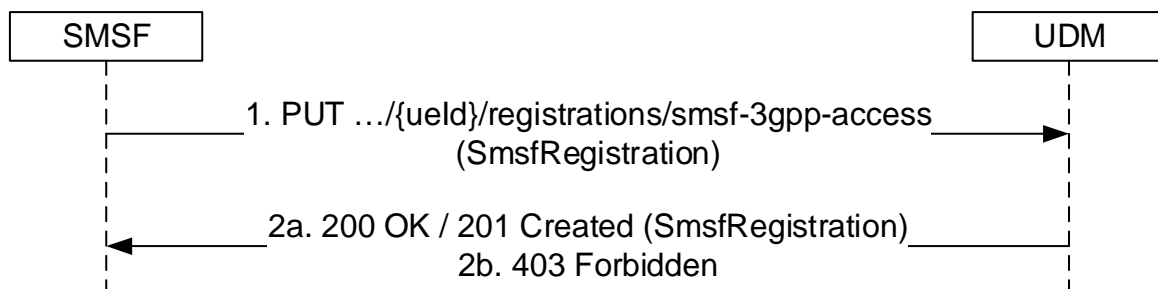 SMSF
UDM
1. PUT …/{ueId}/registrations/smsf-3gpp-access
(SmsfRegistration)
2a. 200 OK / 201 Created (SmsfRegistration)
2b. 403 Forbidden